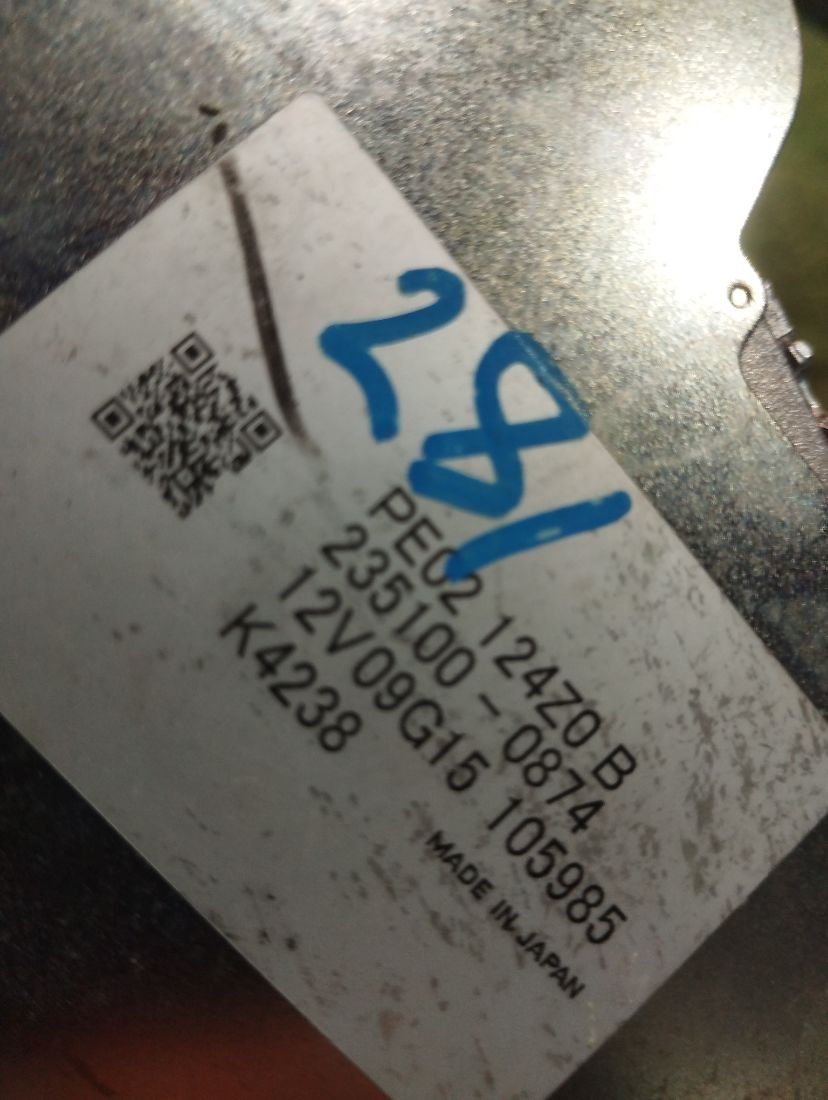 281
PE02 124Z0 B
235100-0874
12V09G15 105985
K4238
MADE IN JAPAN